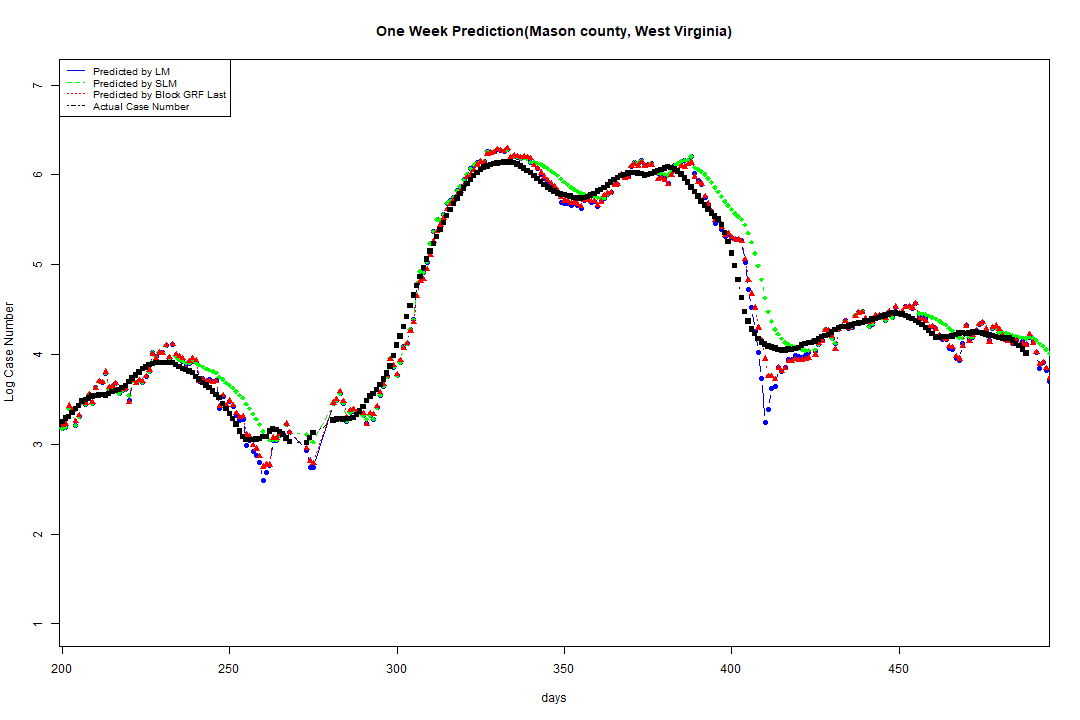 One Week Prediction(Mason county, West Virginia)
Predicted by LM
Predicted by SLM
Predicted by Block GRF Last
Actual Case Number
Log Case Number
7
6
5
4
3
2
1
200 250 300 350 400 450
days